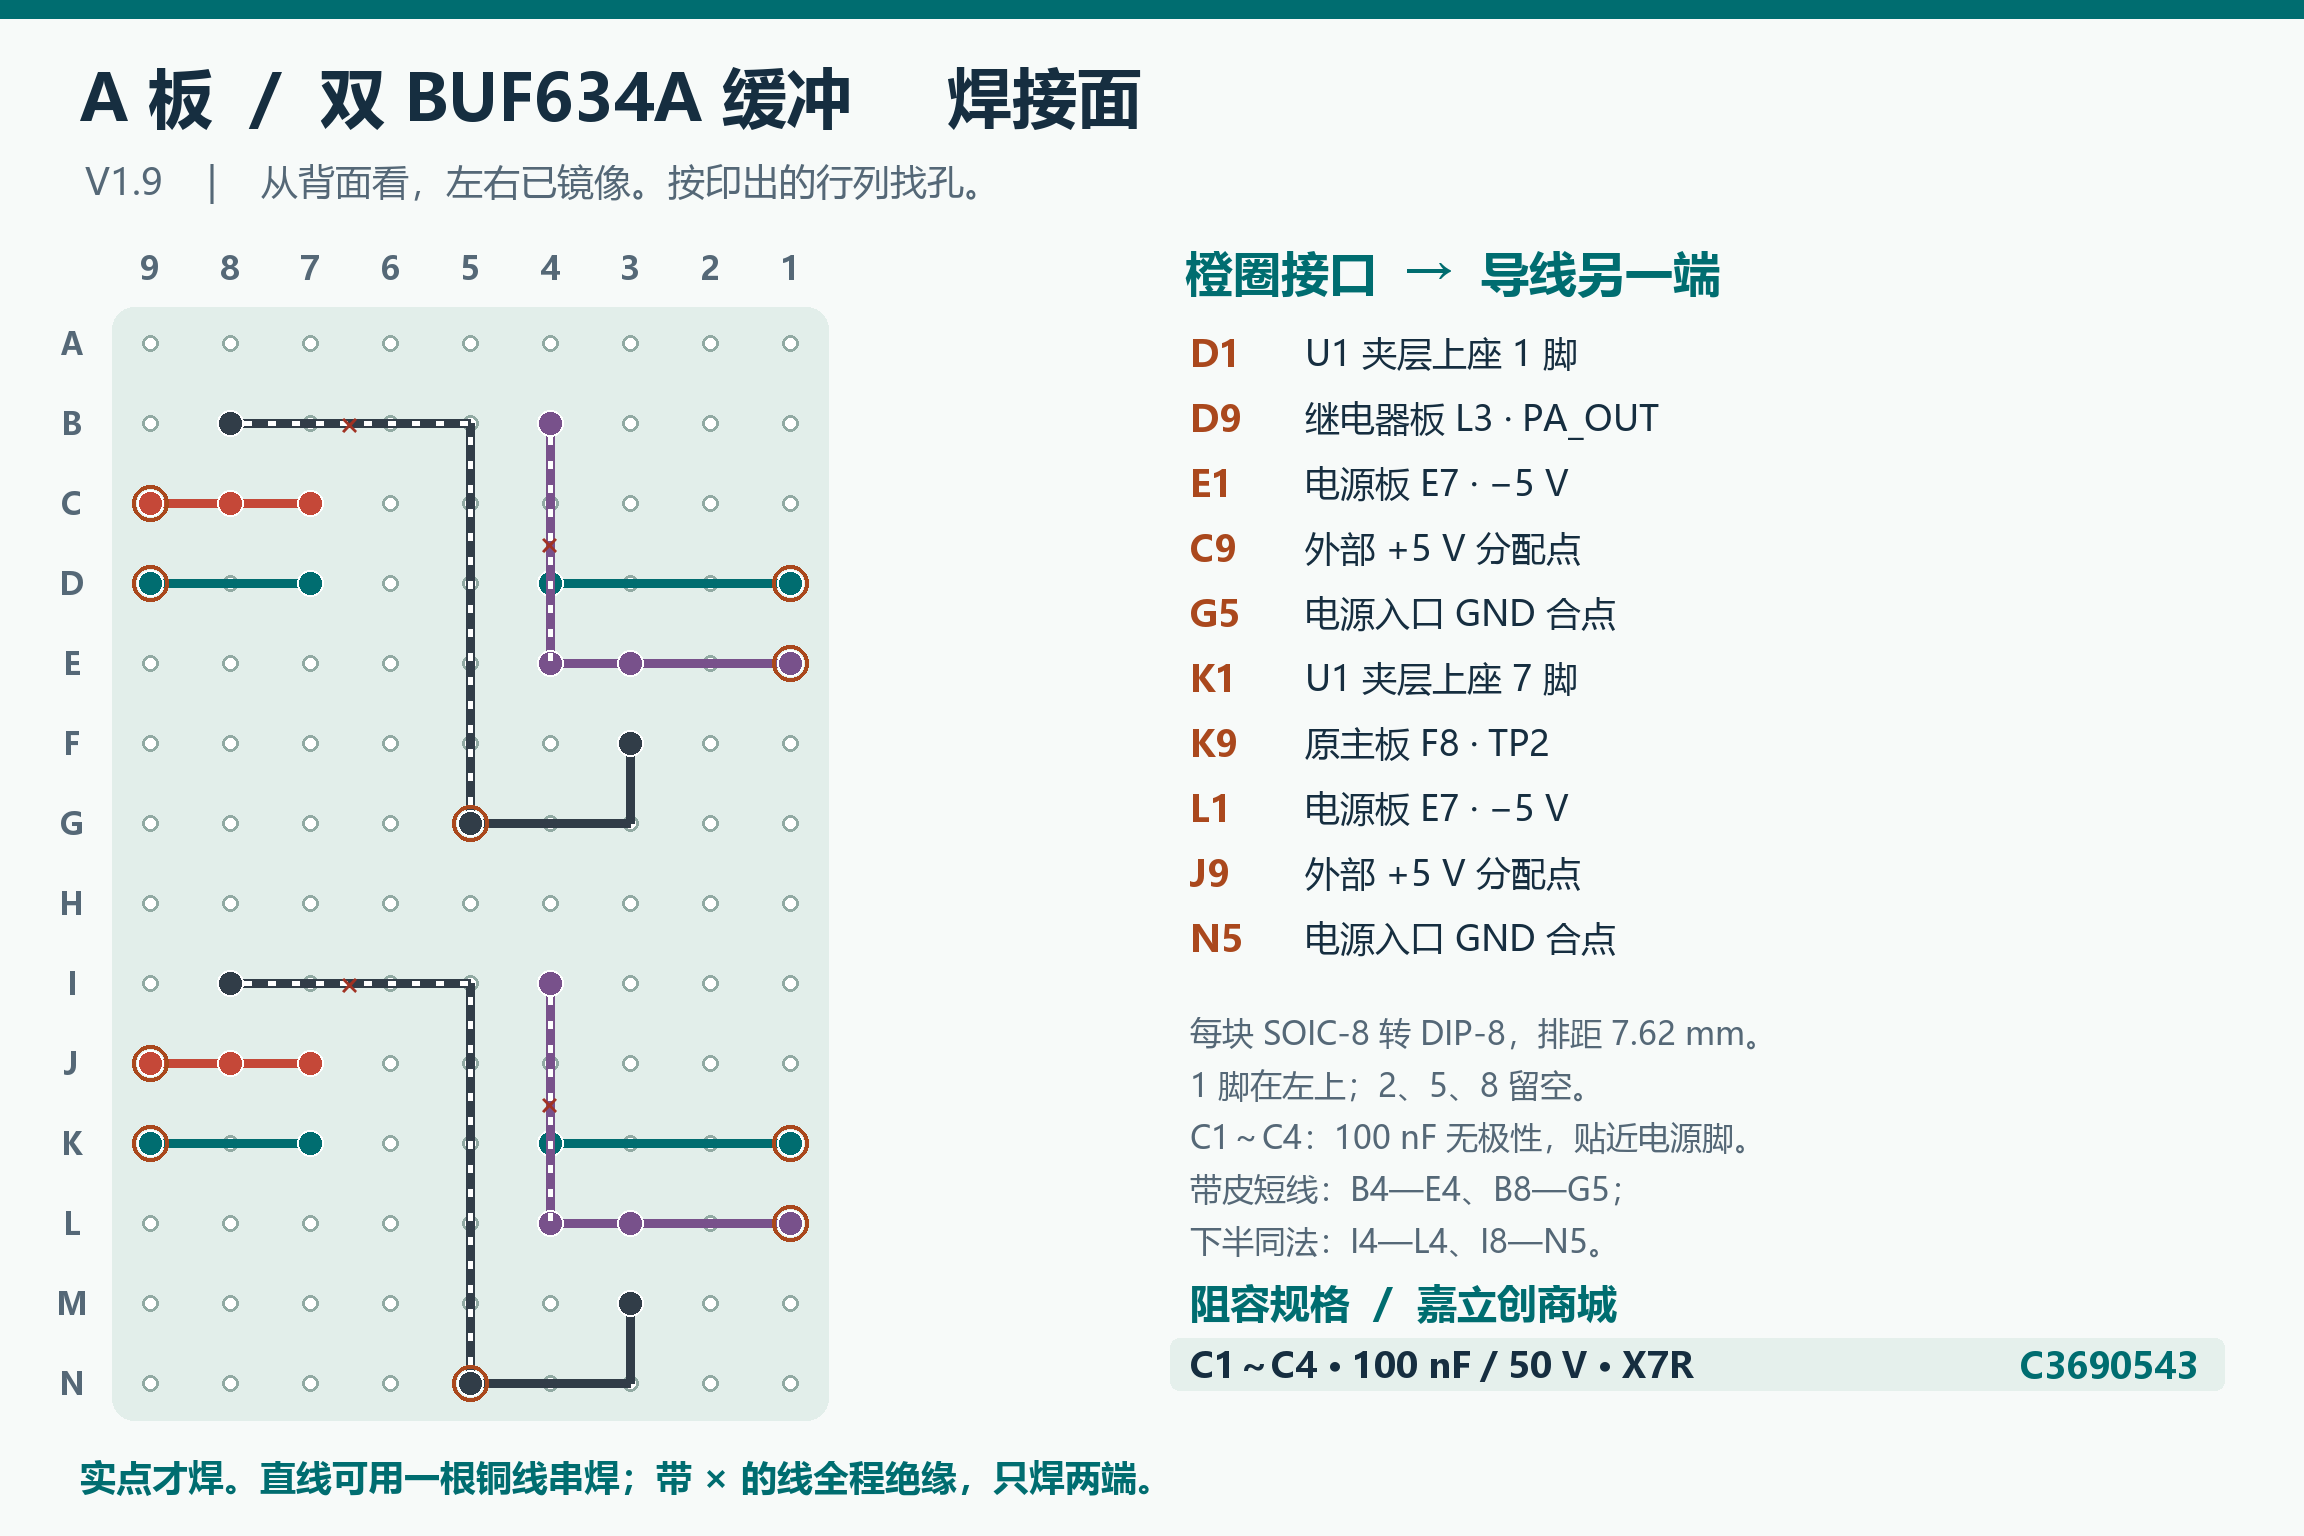 A 板 / 双 BUF634A 缓冲 焊接面
V1.9 | 从背面看，左右已镜像。按印出的行列找孔。
9 8 7 6 5 4 3 2 1
A
B
C
D
E
F
G
H
I
J
K
L
M
N
橙圈接口 → 导线另一端
D1 U1 夹层上座 1 脚
D9 继电器板 L3 · PA_OUT
E1 电源板 E7 · −5 V
C9 外部 +5 V 分配点
G5 电源入口 GND 合点
K1 U1 夹层上座 7 脚
K9 原主板 F8 · TP2
L1 电源板 E7 · −5 V
J9 外部 +5 V 分配点
N5 电源入口 GND 合点
每块 SOIC-8 转 DIP-8，排距 7.62 mm。
1 脚在左上；2、5、8 留空。
C1~C4：100 nF 无极性，贴近电源脚。
带皮短线：B4—E4、B8—G5；
下半同法：I4—L4、I8—N5。
阻容规格 / 嘉立创商城
C1~C4 • 100 nF / 50 V • X7R C3690543
实点才焊。直线可用一根铜线串焊；带 × 的线全程绝缘，只焊两端。